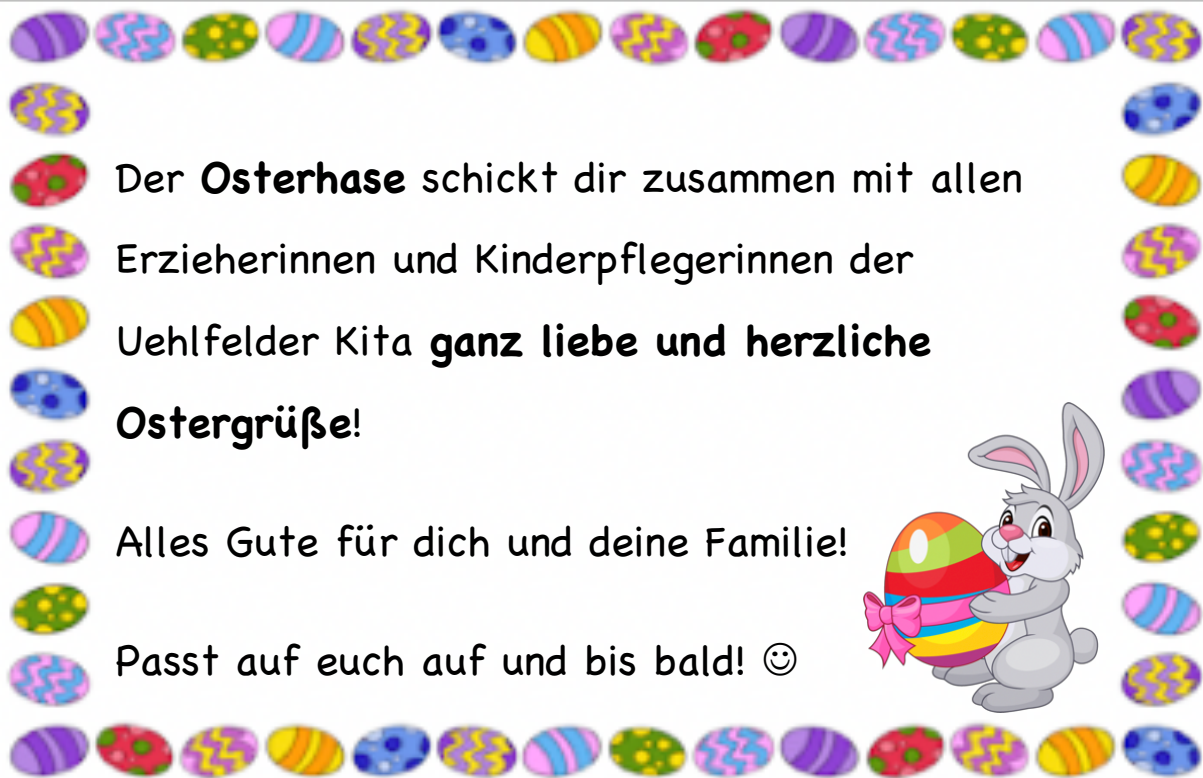 Der Osterhase schickt dir zusammen mit allen
Erzieherinnen und Kinderpflegerinnen der
Uehlfelder Kita ganz liebe und herzliche
Ostergrüße!
Alles Gute für dich und deine Familie!
Passt auf euch auf und bis bald! ☺